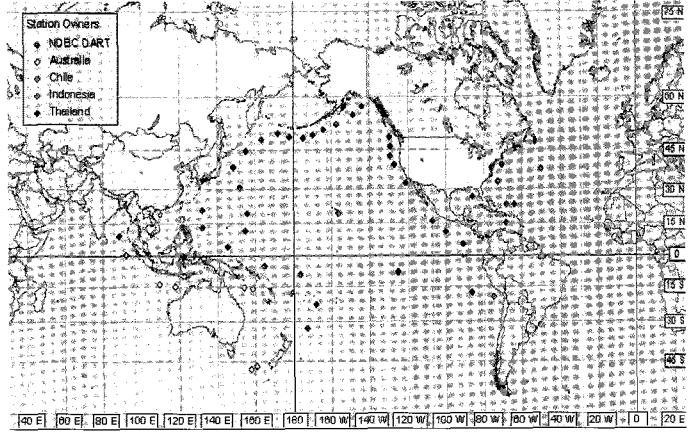 Station Owners
NDBC DART
Australia
Chile
Indonesia
Thailand
75 N
60 N
45 N
30 N
15 N
0
15 S
30 S
45 S
40 E 60 E 80 E 100 E 120 E 140 E 160 E 180 160 W 140 W 120 W 100 W 80 W 60 W 40 W 20 W 0 20 E